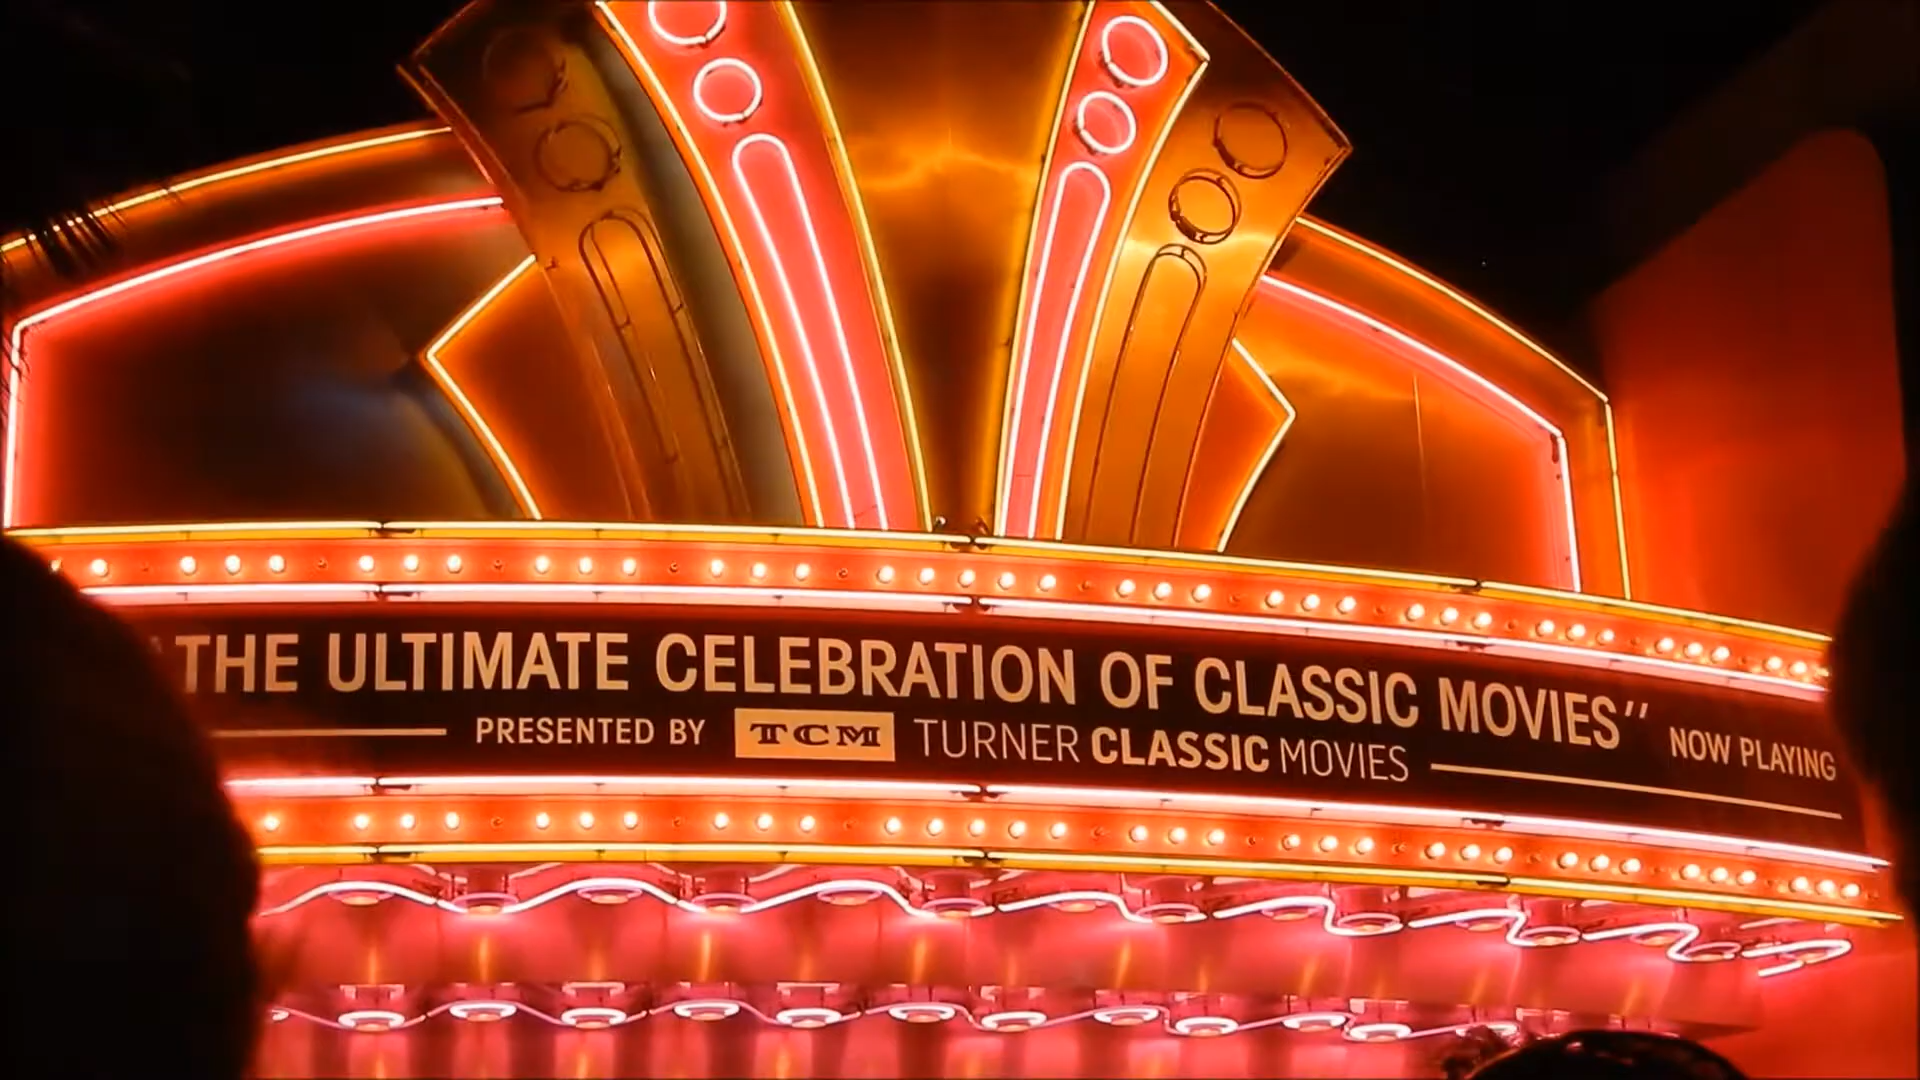 "THE ULTIMATE CELEBRATION OF CLASSIC MOVIES" NOW PLAYING
PRESENTED BY TCM TURNER CLASSIC MOVIES